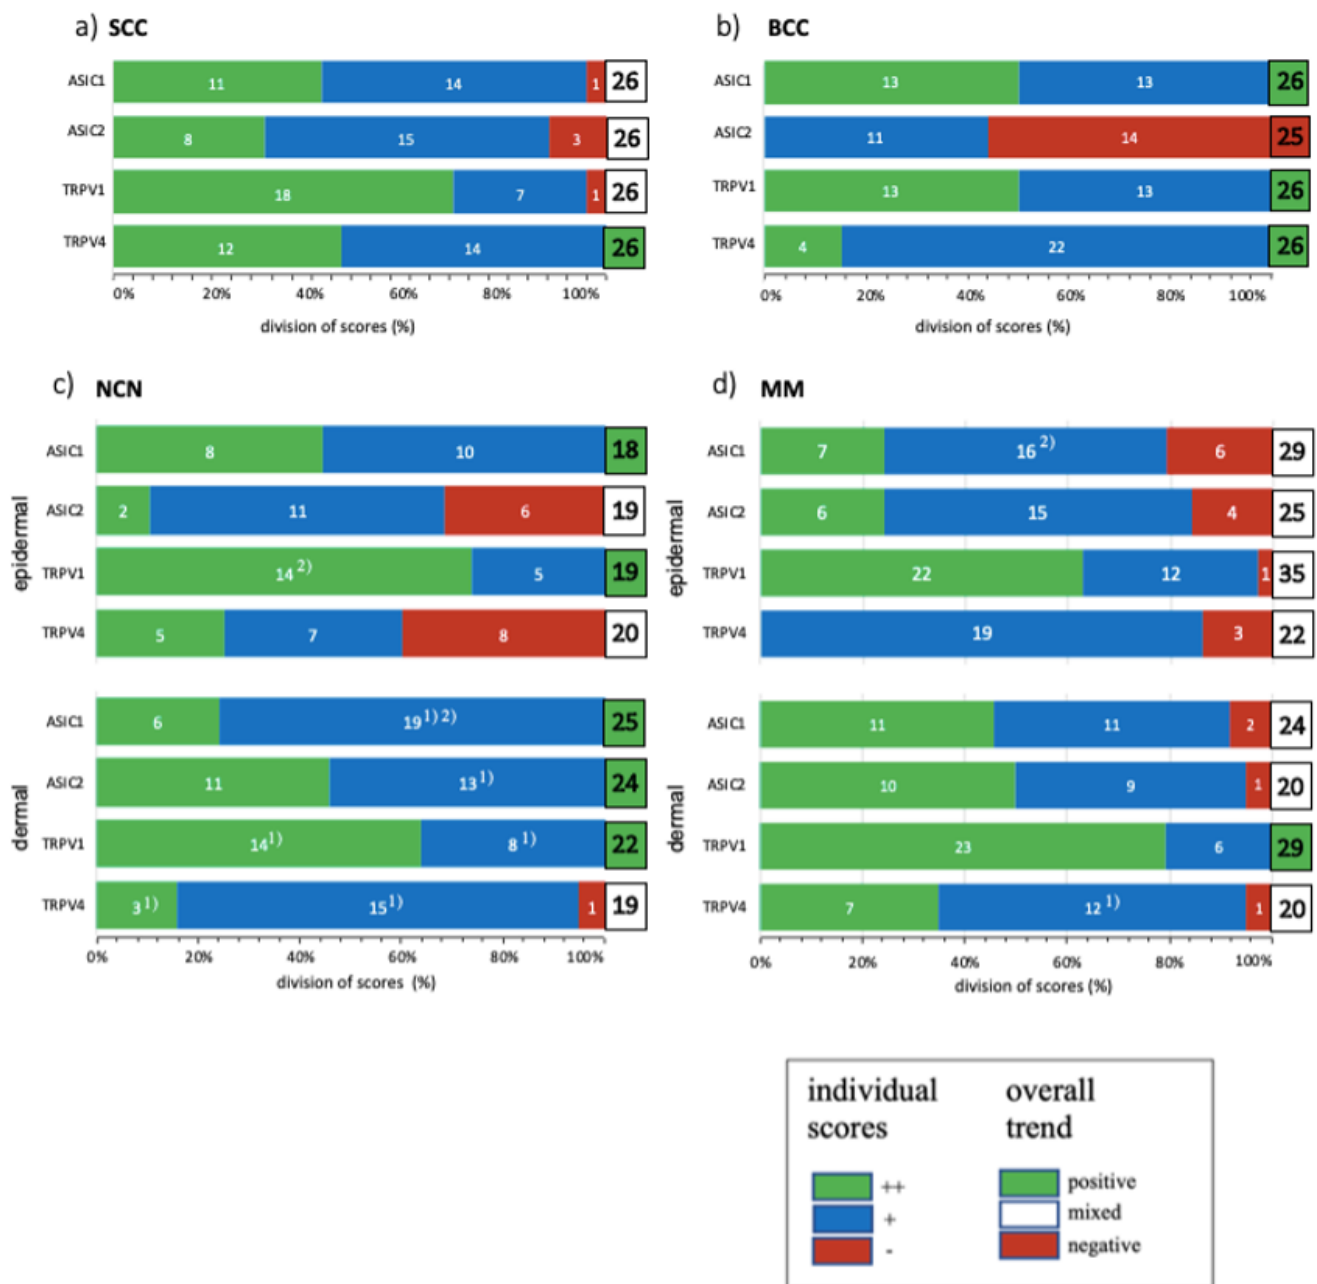 a) SCC
ASIC1 11 14 1 26
ASIC2 8 15 3 26
TRPV1 18 7 1 26
TRPV4 12 14 26
0% 20% 40% 60% 80% 100%
division of scores (%)
b) BCC
ASIC1 13 13 26
ASIC2 11 14 25
TRPV1 13 13 26
TRPV4 4 22 26
0% 20% 40% 60% 80% 100%
division of scores (%)
c) NCN
epidermal
ASIC1 8 10 18
ASIC2 2 11 6 19
TRPV1 14 2) 5 19
TRPV4 5 7 8 20
dermal
ASIC1 6 19 1) 2) 25
ASIC2 11 13 1) 24
TRPV1 14 1) 8 1) 22
TRPV4 3 1) 15 1) 1 19
0% 20% 40% 60% 80% 100%
division of scores (%)
d) MM
epidermal
ASIC1 7 16 2) 6 29
ASIC2 6 15 4 25
TRPV1 22 12 1 35
TRPV4 19 3 22
dermal
ASIC1 11 11 2 24
ASIC2 10 9 1 20
TRPV1 23 6 29
TRPV4 7 12 1) 1 20
0% 20% 40% 60% 80% 100%
division of scores (%)
individual
scores
++
+
-
overall
trend
positive
mixed
negative